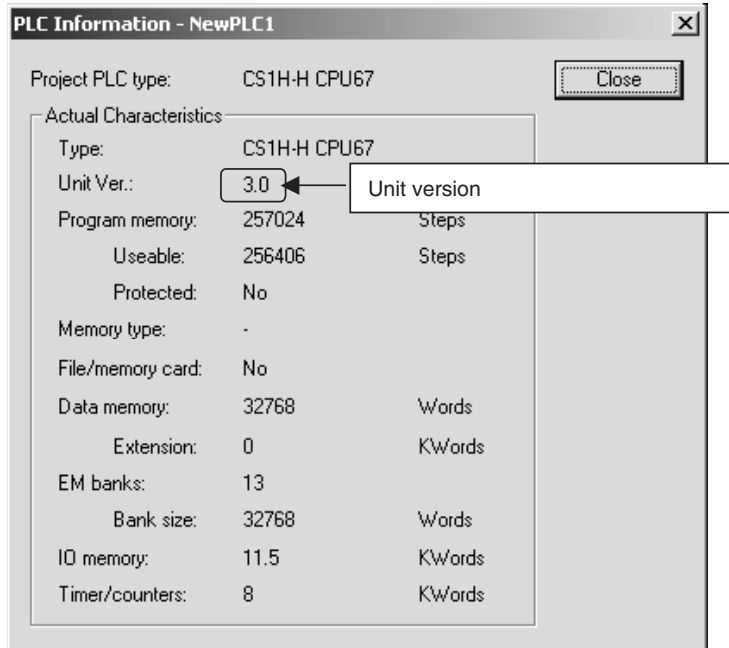 PLC Information - NewPLC1
Project PLC type: CS1H-H CPU67 Close
Actual Characteristics
Type: CS1H-H CPU67
Unit Ver.: 3.0 Unit version
Program memory: 257024 Steps
Useable: 256406 Steps
Protected: No
Memory type: -
File/memory card: No
Data memory: 32768 Words
Extension: 0 KWords
EM banks: 13
Bank size: 32768 Words
IO memory: 11.5 KWords
Timer/counters: 8 KWords